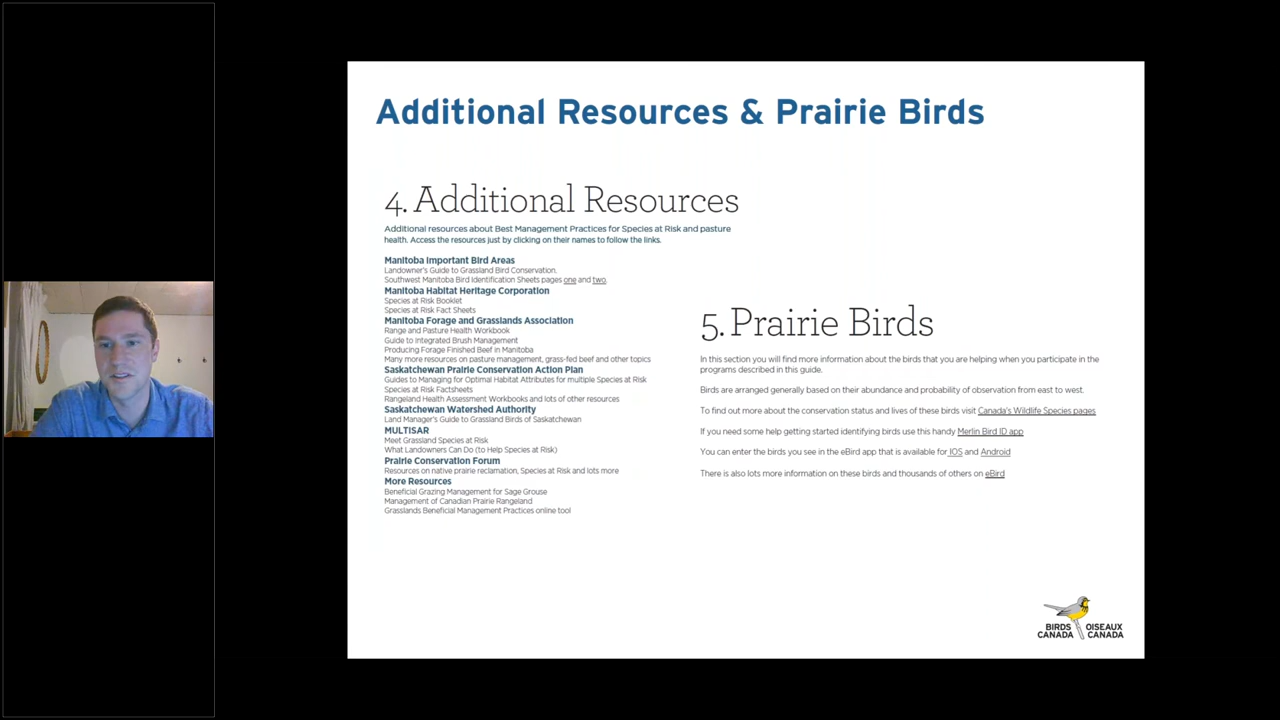 Additional Resources & Prairie Birds
4. Additional Resources
Additional resources about Best Management Practices for Species at Risk and pasture
health. Access the resources just by clicking on their names to follow the links.
Manitoba Important Bird Areas
Landowner's Guide to Grassland Bird Conservation.
Southwest Manitoba Bird Identification Sheets pages one and two.
Manitoba Habitat Heritage Corporation
Species at Risk Booklet
Species at Risk Fact Sheets
Manitoba Forage and Grasslands Association
Range and Pasture Health Workbook
Guide to Integrated Brush Management
Producing Forage Finished Beef in Manitoba
Many more resources on pasture management, grass-fed beef and other topics
Saskatchewan Prairie Conservation Action Plan
Guides to Managing for Optimal Habitat Attributes for multiple Species at Risk
Species at Risk Factsheets
Rangeland Health Assessment Workbooks and lots of other resources
Saskatchewan Watershed Authority
Land Manager's Guide to Grassland Birds of Saskatchewan
MULTISAR
Meet Grassland Species at Risk
What Landowners Can Do (to Help Species at Risk)
Prairie Conservation Forum
Resources on native prairie reclamation, Species at Risk and lots more
More Resources
Beneficial Grazing Management for Sage Grouse
Management of Canadian Prairie Rangeland
Grasslands Beneficial Management Practices online tool
5. Prairie Birds
In this section you will find more information about the birds that you are helping when you participate in the
programs described in this guide.
Birds are arranged generally based on their abundance and probability of observation from east to west.
To find out more about the conservation status and lives of these birds visit Canada's Wildlife Species pages
If you need some help getting started identifying birds use this handy Merlin Bird ID app
You can enter the birds you see in the eBird app that is available for IOS and Android
There is also lots more information on these birds and thousands of others on eBird
BIRDS OISEAUX
CANADA CANADA